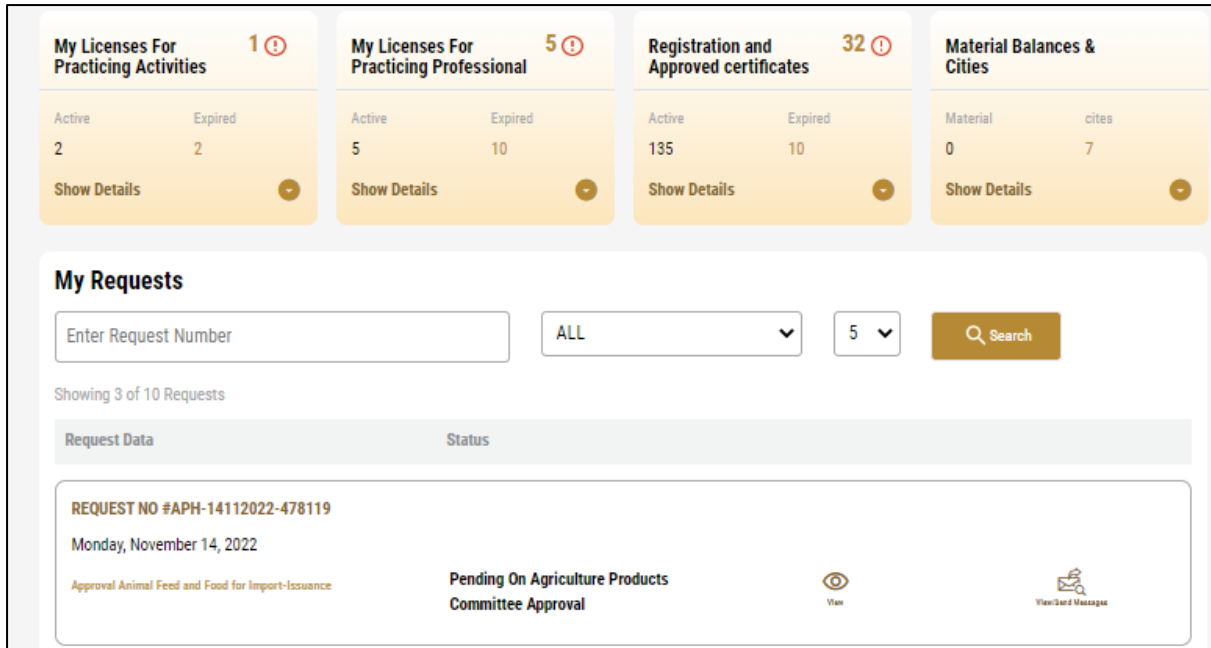 My Licenses For
Practicing Activities
1
Active Expired
2 2
Show Details
My Licenses For
Practicing Professional
5
Active Expired
5 10
Show Details
Registration and
Approved certificates
32
Active Expired
135 10
Show Details
Material Balances &
Cities
Material cites
0 7
Show Details
My Requests
Enter Request Number
ALL
5
Search
Showing 3 of 10 Requests
Request Data Status
REQUEST NO #APH-14112022-478119
Monday, November 14, 2022
Approval Animal Feed and Food for Import-Issuance
Pending On Agriculture Products
Committee Approval
View
View/Send Messages